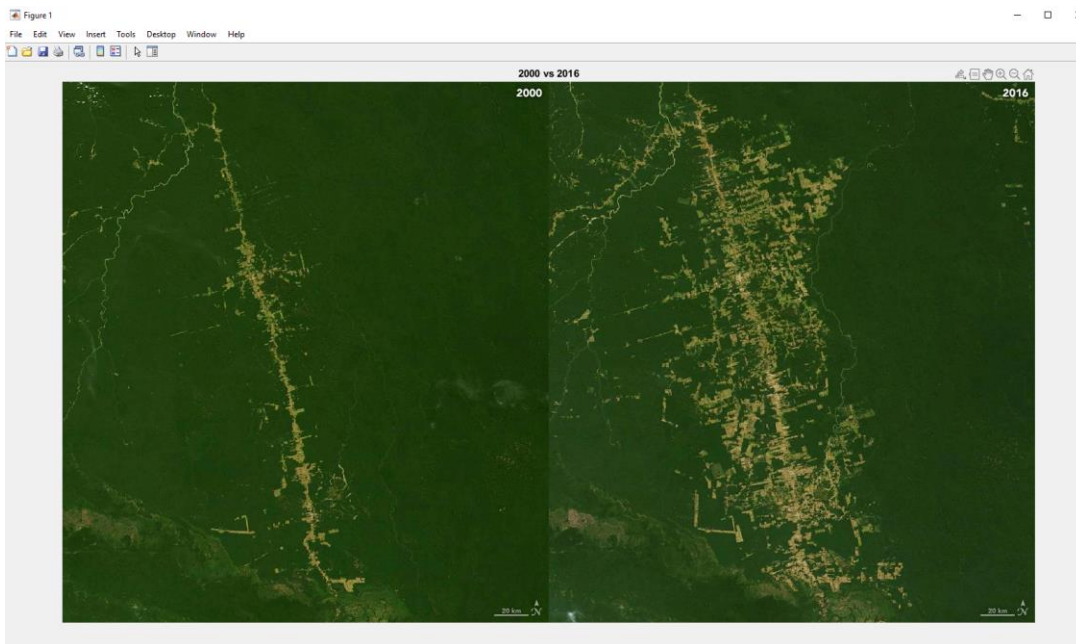 Figure 1
File Edit View Insert Tools Desktop Window Help
2000 vs 2016
2000
2016
20 km
N
20 km
N